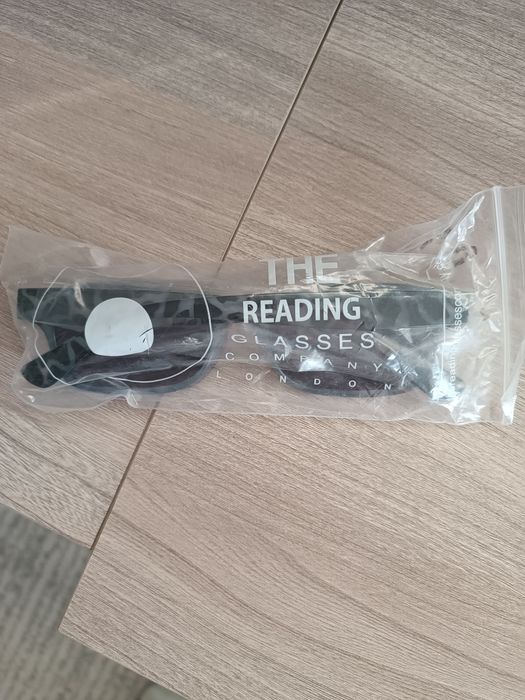 THE
READING
GLASSES
COMPANY
LONDON